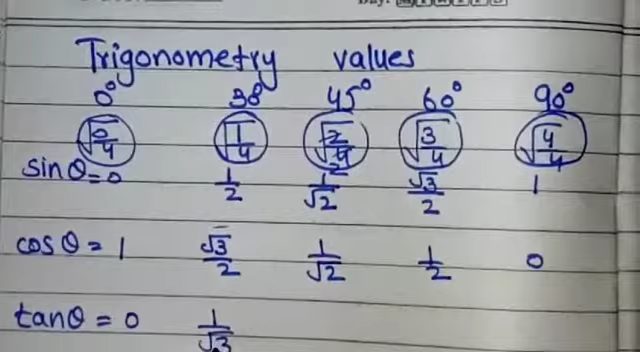 Trigonometry values
0° 30° 45° 60° 90°
√0/4 √1/4 √2/4 √3/4 √4/4
sinθ = 0 1/2 1/√2 √3/2 1
cosθ = 1 √3/2 1/√2 1/2 0
tanθ = 0 1/√3